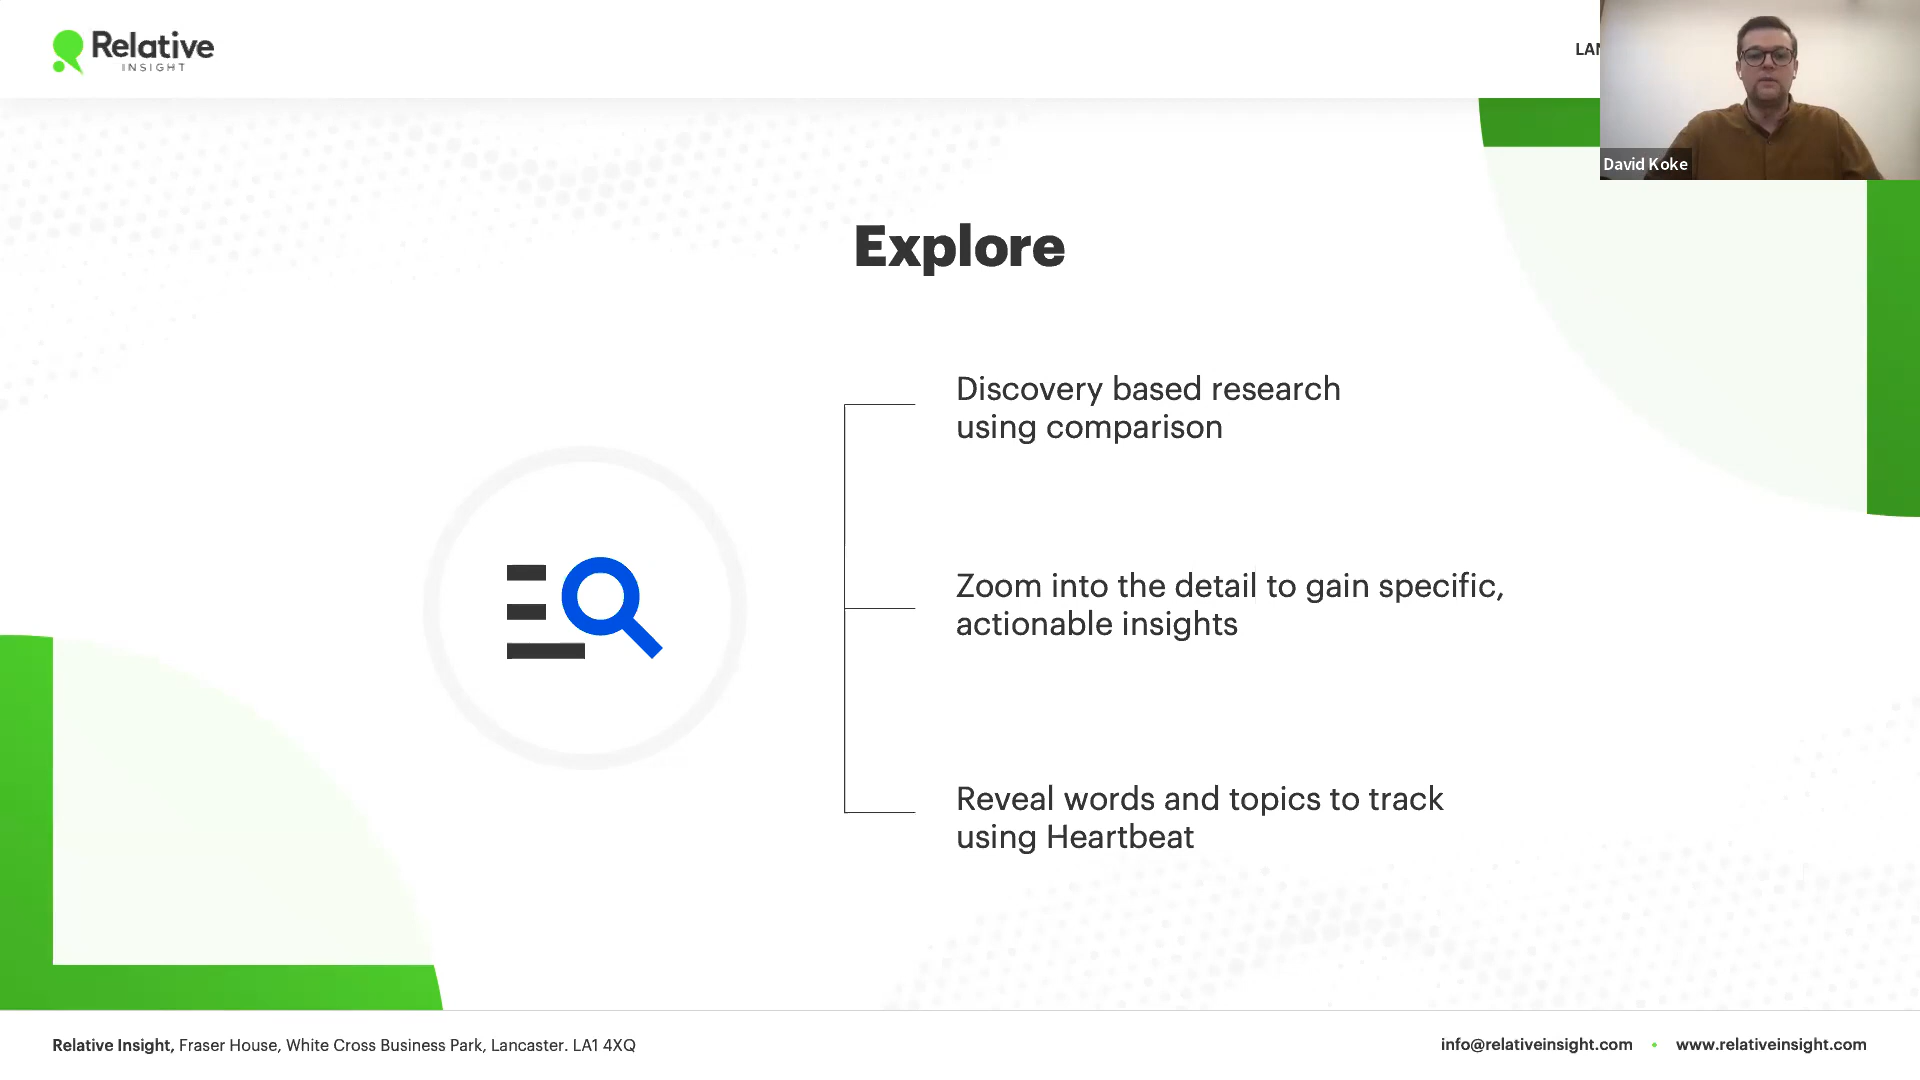 Relative
INSIGHT
David Koke
Explore
Discovery based research
using comparison
Zoom into the detail to gain specific,
actionable insights
Reveal words and topics to track
using Heartbeat
Relative Insight, Fraser House, White Cross Business Park, Lancaster. LA1 4XQ
info@relativeinsight.com • www.relativeinsight.com